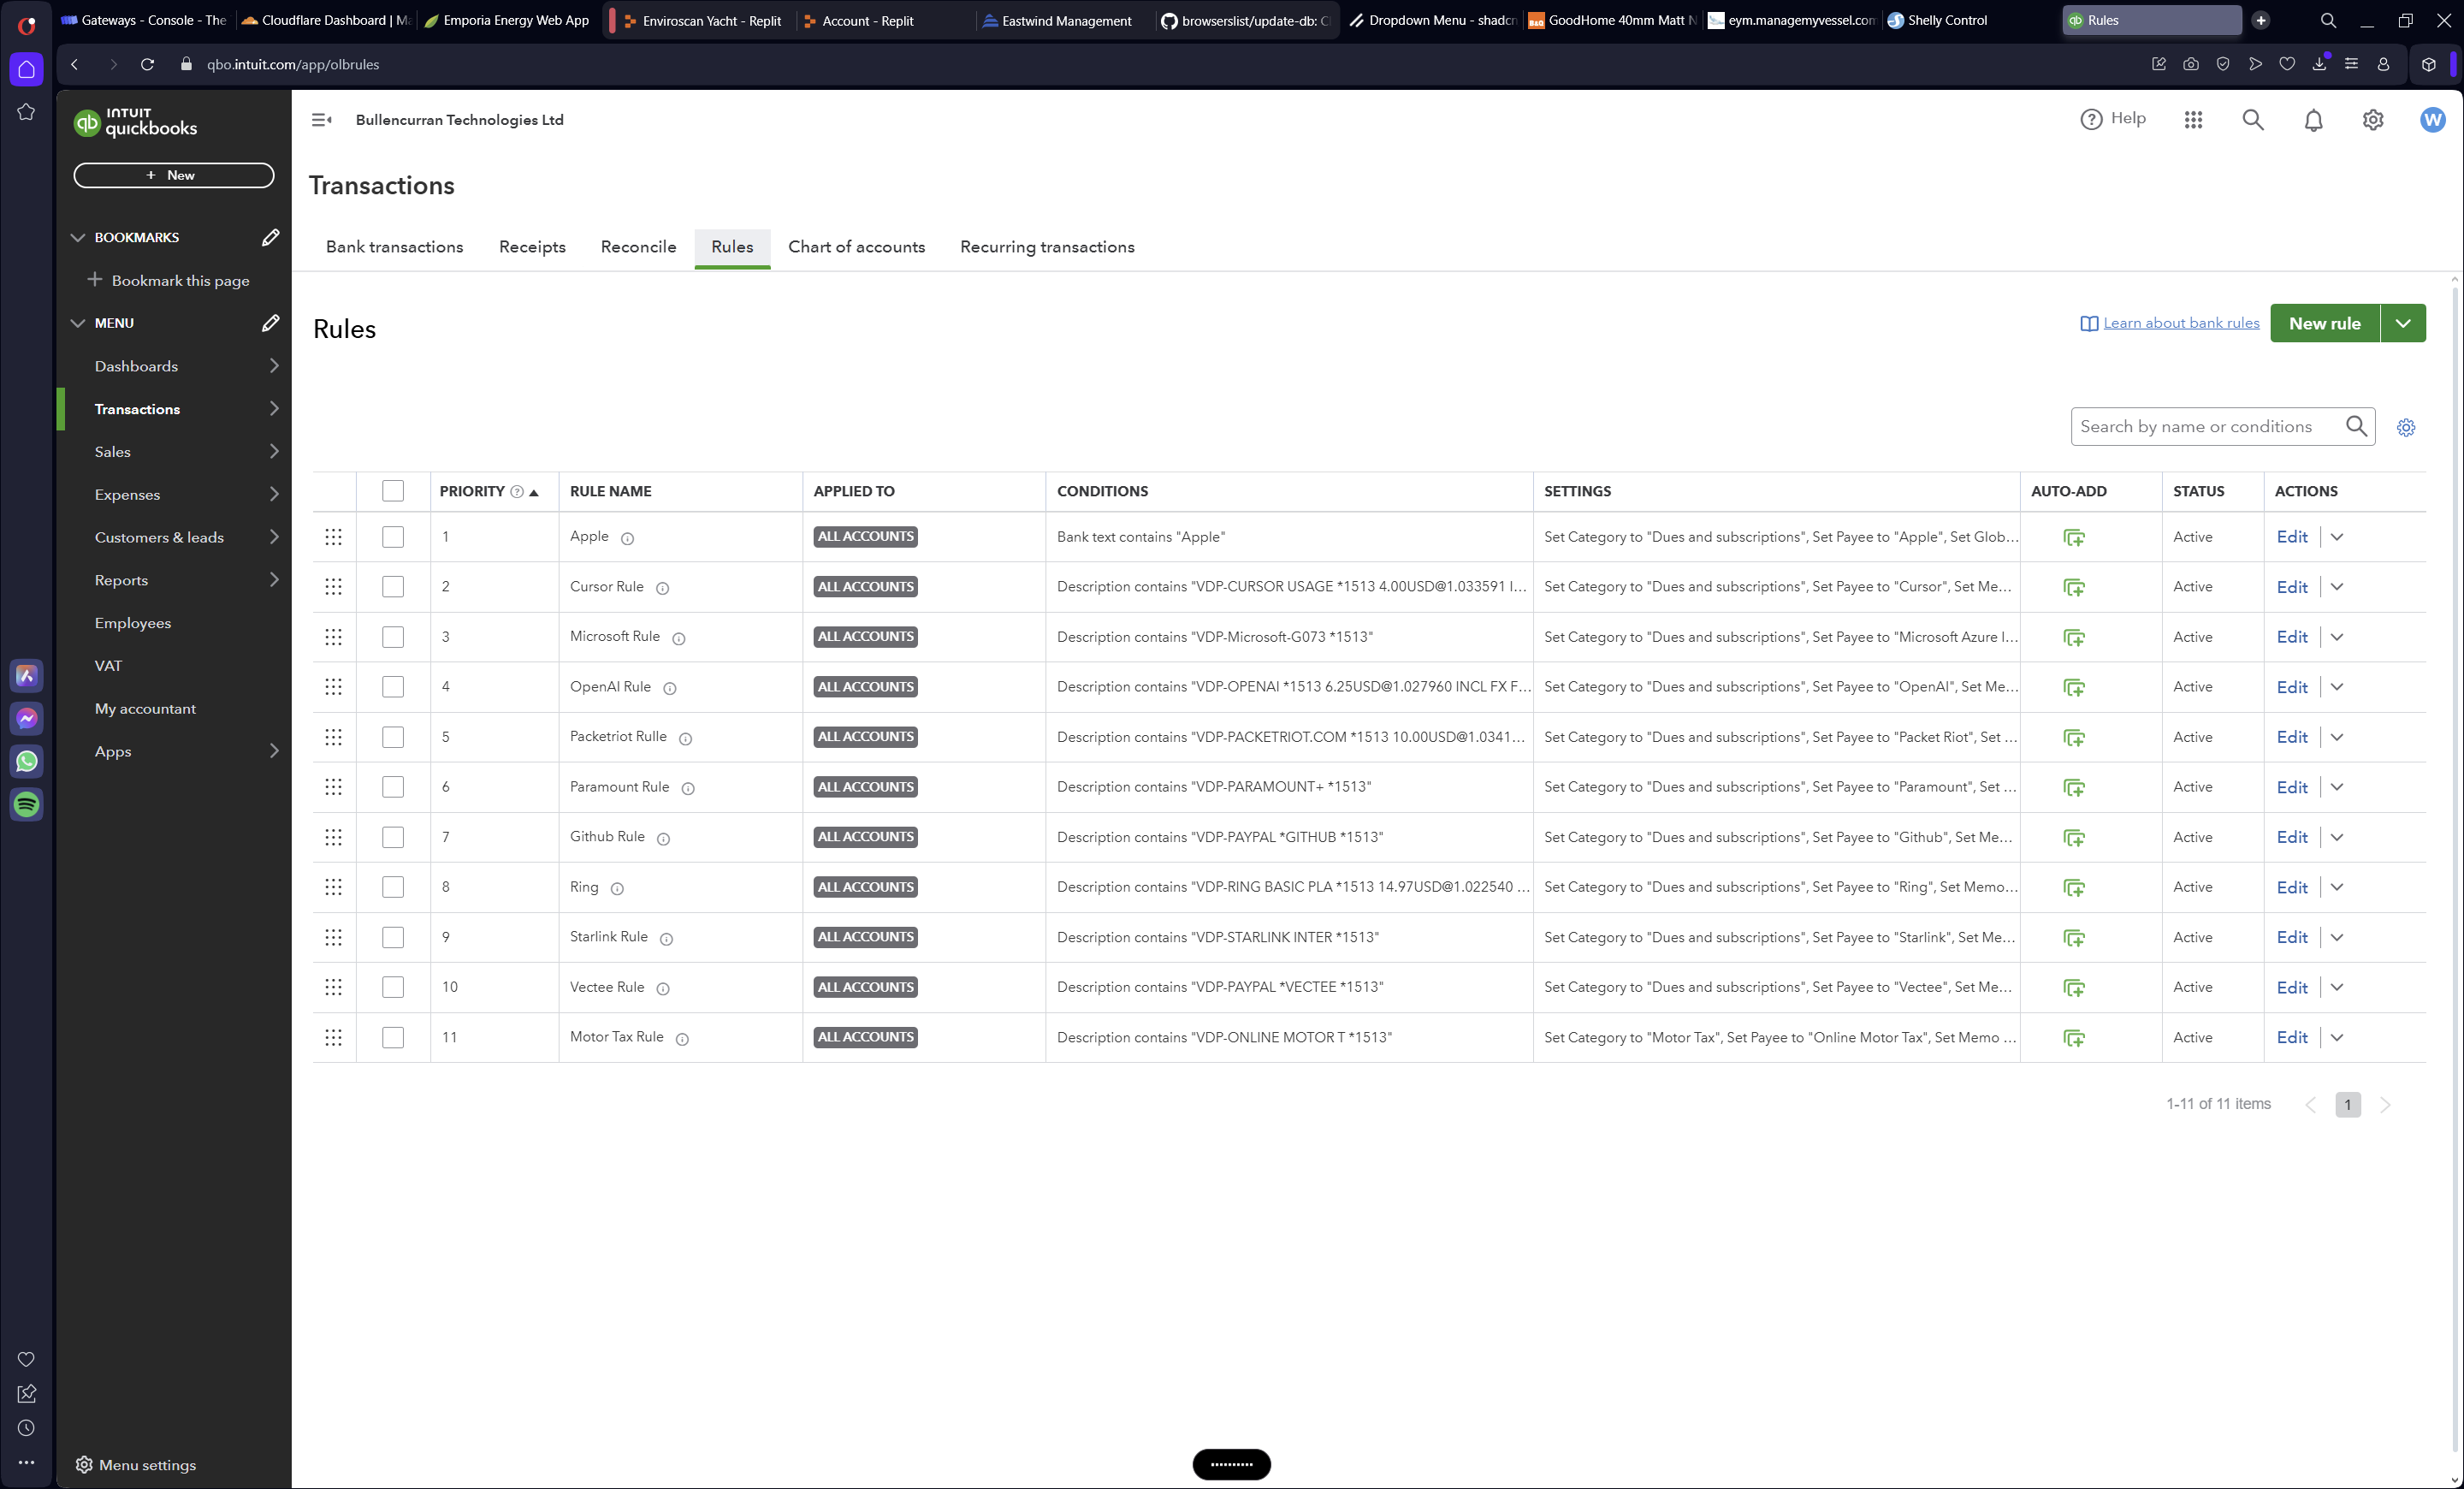 Gateways - Console - The
Cloudflare Dashboard | Ma
Emporia Energy Web App
Enviroscan Yacht - Replit
Account - Replit
Eastwind Management
browserslist/update-db: C
Dropdown Menu - shadcn
GoodHome 40mm Matt N
eym.managemyvessel.com
Shelly Control
Rules
qbo.intuit.com/app/olbrules
INTUIT
quickbooks
Bullencurran Technologies Ltd
Help
W
+ New
Transactions
BOOKMARKS
Bookmark this page
MENU
Dashboards
Transactions
Sales
Expenses
Customers & leads
Reports
Employees
VAT
My accountant
Apps
Menu settings
Bank transactions Receipts Reconcile Rules Chart of accounts Recurring transactions
Rules
Learn about bank rules
New rule
Search by name or conditions
PRIORITY RULE NAME APPLIED TO CONDITIONS SETTINGS AUTO-ADD STATUS ACTIONS
1 Apple ALL ACCOUNTS Bank text contains "Apple" Set Category to "Dues and subscriptions", Set Payee to "Apple", Set Glob... Active Edit
2 Cursor Rule ALL ACCOUNTS Description contains "VDP-CURSOR USAGE *1513 4.00USD@1.033591 I... Set Category to "Dues and subscriptions", Set Payee to "Cursor", Set Me... Active Edit
3 Microsoft Rule ALL ACCOUNTS Description contains "VDP-Microsoft-G073 *1513" Set Category to "Dues and subscriptions", Set Payee to "Microsoft Azure I... Active Edit
4 OpenAI Rule ALL ACCOUNTS Description contains "VDP-OPENAI *1513 6.25USD@1.027960 INCL FX F... Set Category to "Dues and subscriptions", Set Payee to "OpenAI", Set Me... Active Edit
5 Packetriot Rulle ALL ACCOUNTS Description contains "VDP-PACKETRIOT.COM *1513 10.00USD@1.0341... Set Category to "Dues and subscriptions", Set Payee to "Packet Riot", Set ... Active Edit
6 Paramount Rule ALL ACCOUNTS Description contains "VDP-PARAMOUNT+ *1513" Set Category to "Dues and subscriptions", Set Payee to "Paramount", Set ... Active Edit
7 Github Rule ALL ACCOUNTS Description contains "VDP-PAYPAL *GITHUB *1513" Set Category to "Dues and subscriptions", Set Payee to "Github", Set Me... Active Edit
8 Ring ALL ACCOUNTS Description contains "VDP-RING BASIC PLA *1513 14.97USD@1.022540 ... Set Category to "Dues and subscriptions", Set Payee to "Ring", Set Memo... Active Edit
9 Starlink Rule ALL ACCOUNTS Description contains "VDP-STARLINK INTER *1513" Set Category to "Dues and subscriptions", Set Payee to "Starlink", Set Me... Active Edit
10 Vectee Rule ALL ACCOUNTS Description contains "VDP-PAYPAL *VECTEE *1513" Set Category to "Dues and subscriptions", Set Payee to "Vectee", Set Me... Active Edit
11 Motor Tax Rule ALL ACCOUNTS Description contains "VDP-ONLINE MOTOR T *1513" Set Category to "Motor Tax", Set Payee to "Online Motor Tax", Set Memo ... Active Edit
1-11 of 11 items
1